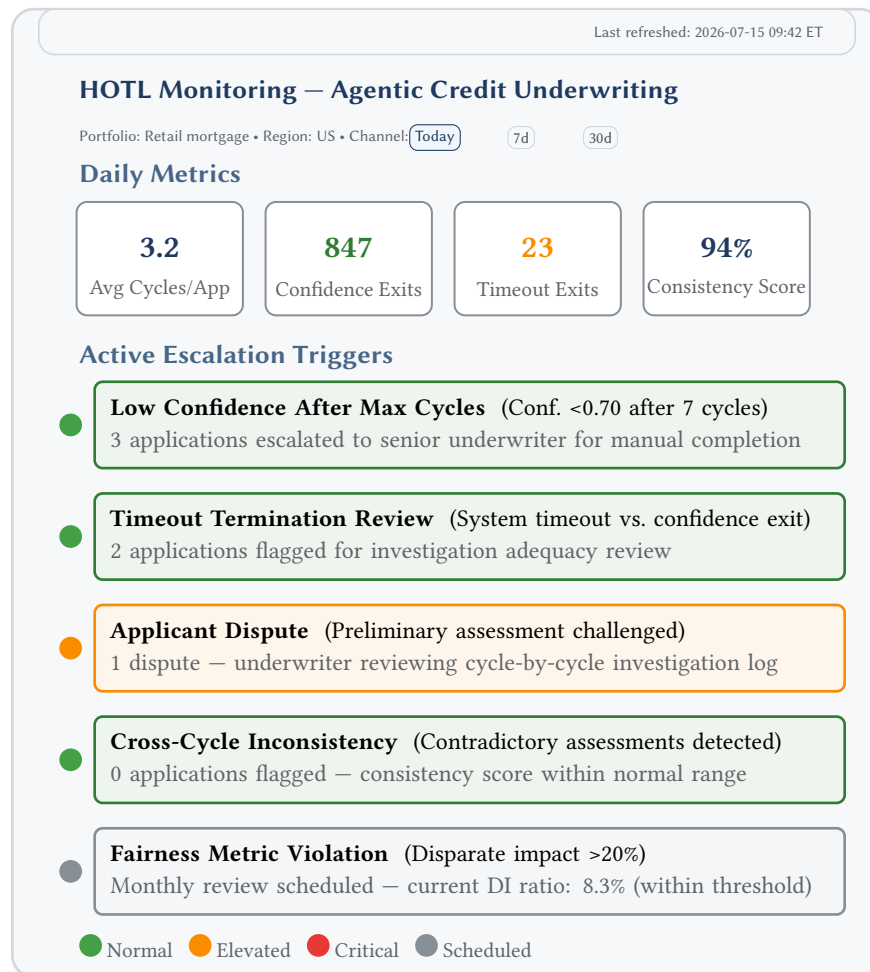 Last refreshed: 2026-07-15 09:42 ET
HOTL Monitoring — Agentic Credit Underwriting
Portfolio: Retail mortgage • Region: US • Channel: Today 7d 30d
Daily Metrics
3.2 847 23 94%
Avg Cycles/App Confidence Exits Timeout Exits Consistency Score
Active Escalation Triggers
Low Confidence After Max Cycles (Conf. <0.70 after 7 cycles)
3 applications escalated to senior underwriter for manual completion
Timeout Termination Review (System timeout vs. confidence exit)
2 applications flagged for investigation adequacy review
Applicant Dispute (Preliminary assessment challenged)
1 dispute — underwriter reviewing cycle-by-cycle investigation log
Cross-Cycle Inconsistency (Contradictory assessments detected)
0 applications flagged — consistency score within normal range
Fairness Metric Violation (Disparate impact >20%)
Monthly review scheduled — current DI ratio: 8.3% (within threshold)
Normal Elevated Critical Scheduled